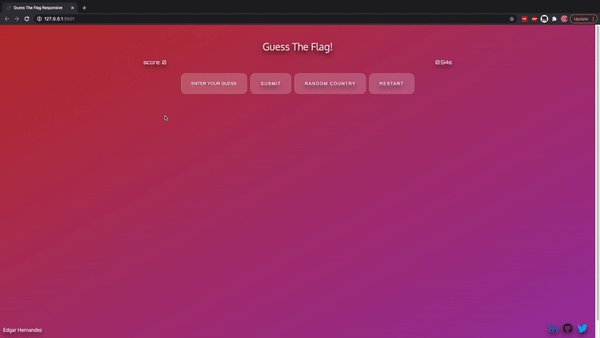 Guess The Flag Responsive
127.0.0.1:5501
Update
Guess The Flag!
score: 0
0:54s
ENTER YOUR GUESS
SUBMIT
RANDOM COUNTRY
RESTART
Edgar Hernandez